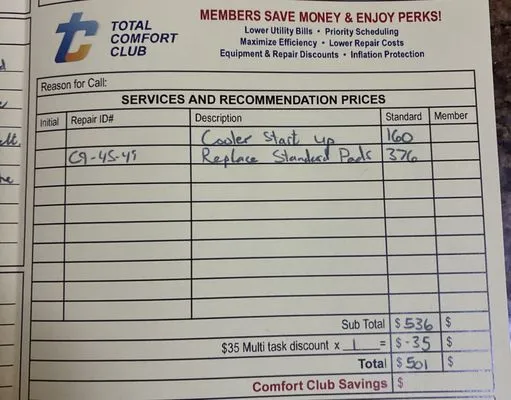 TOTAL
COMFORT
CLUB
MEMBERS SAVE MONEY & ENJOY PERKS!
Lower Utility Bills • Priority Scheduling
Maximize Efficiency • Lower Repair Costs
Equipment & Repair Discounts • Inflation Protection
Reason for Call:
SERVICES AND RECOMMENDATION PRICES
Initial Repair ID# Description Standard Member
Cooler Start up 160
C9-45-49 Replace Standard Pads 376
Sub Total $ 536 $
$35 Multi task discount x 1 = $ -35 $
Total $ 501 $
Comfort Club Savings $